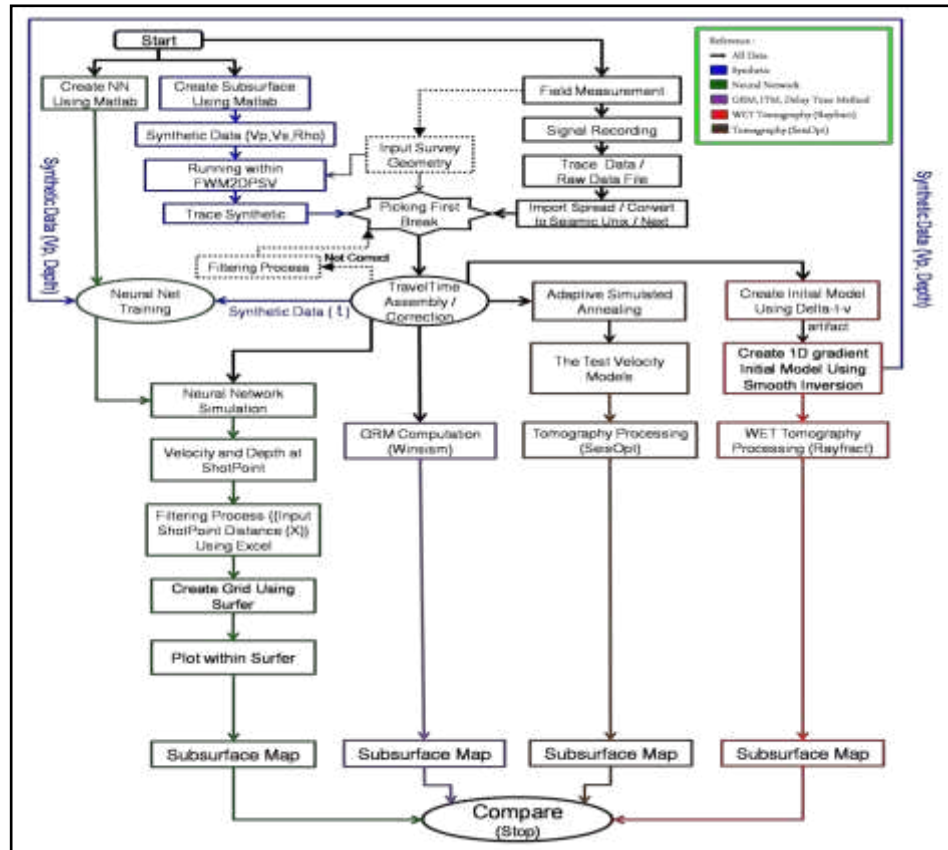 Start
Reference :
All Data
Synthetic
Neural Network
GRM, ITM, Delay Time Method
WET Tomography (Rayfract)
Tomography (SeisOpt)
Create NN
Using Matlab
Create Subsurface
Using Matlab
Field Measurement
Synthetic Data (Vp,Vs,Rho)
Signal Recording
Input Survey
Geometry
Running within
FWM2DPSV
Trace Data /
Raw Data File
Trace Synthetic
Picking First
Break
Import Spread / Convert
to Seismic Unix / Next
Synthetic Data (Vp, Depth)
Synthetic Data (Vp, Depth)
Not Correct
Filtering Process
Neural Net
Training
Synthetic Data ( t )
TravelTime
Assembly /
Correction
Adaptive Simulated
Annealing
Create Initial Model
Using Delta-t-v
artifact
The Test Velocity
Models
Create 1D gradient
Initial Model Using
Smooth Inversion
Neural Network
Simulation
GRM Computation
(Winsism)
Tomography Processing
(SeisOpt)
WET Tomography
Processing (Rayfract)
Velocity and Depth at
ShotPoint
Filtering Process ((Input
ShotPoint Distance (X))
Using Excel
Create Grid Using
Surfer
Plot within Surfer
Subsurface Map
Subsurface Map
Subsurface Map
Subsurface Map
Compare
(Stop)